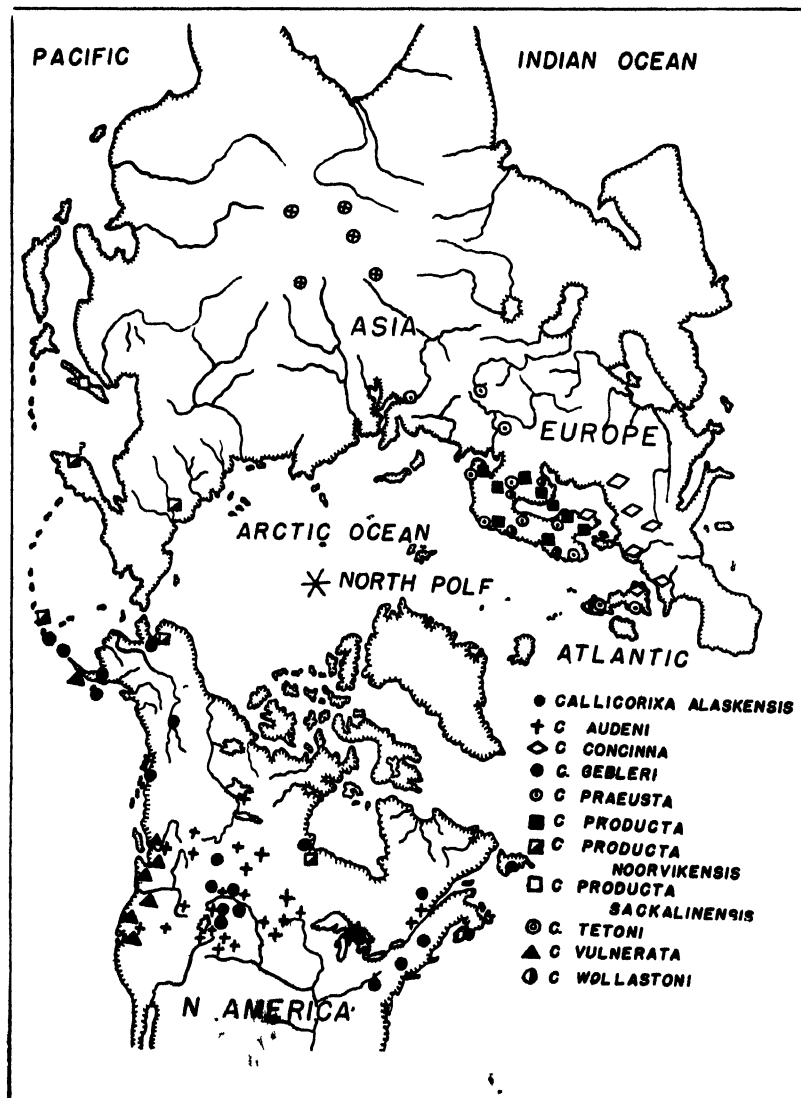 PACIFIC
INDIAN OCEAN
ASIA
EUROPE
ARCTIC OCEAN
NORTH POLF
ATLANTIC
CALLICORIXA ALASKENSIS
C AUDENI
C CONCINNA
C. GEBLERI
C PRAEUSTA
C PRODUCTA
C PRODUCTA
NOORVIKENSIS
C PRODUCTA
SACKALINENSIS
C. TETONI
C VULNERATA
C WOLLASTONI
N AMERICA